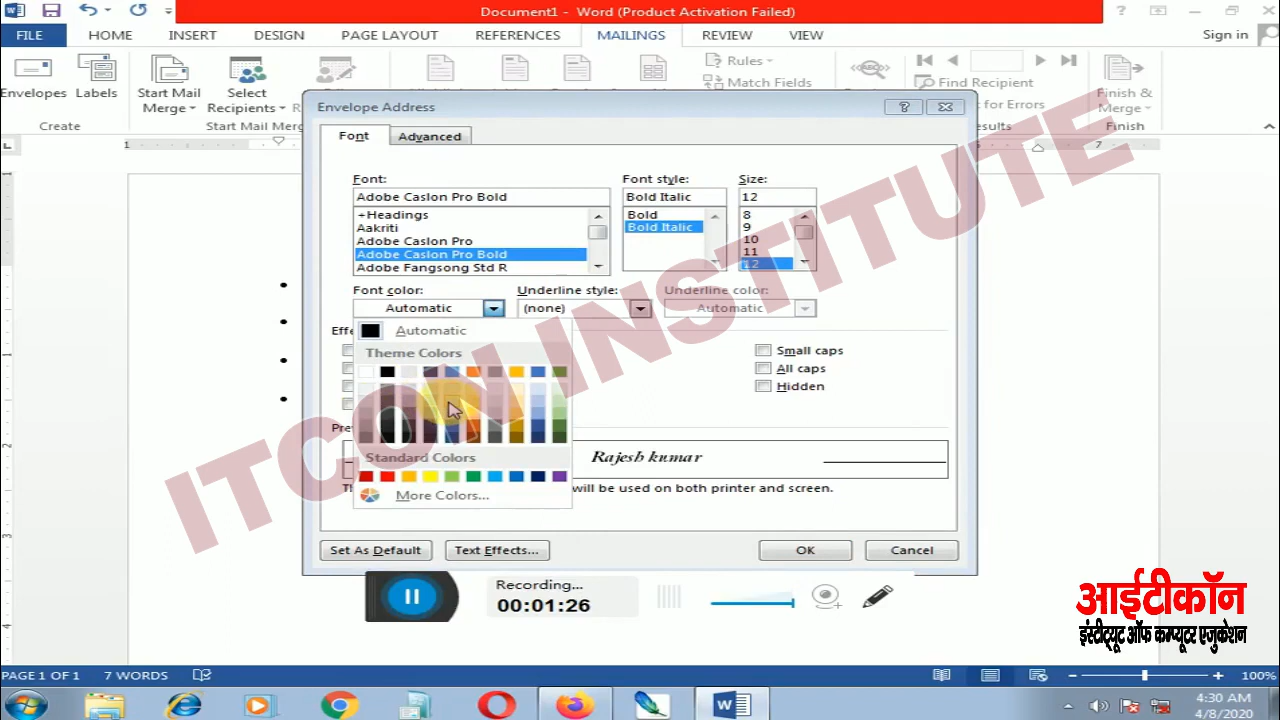 Document1 - Word (Product Activation Failed)
Sign in
FILE HOME INSERT DESIGN PAGE LAYOUT REFERENCES MAILINGS REVIEW VIEW
Envelopes Labels
Create
Start Mail Merge
Select Recipients
Start Mail Merg
Rules
Match Fields
Find Recipient
for Errors
Finish & Merge
Finish
1 7
Envelope Address
Font Advanced
Font: Font style: Size:
Adobe Caslon Pro Bold Bold Italic 12
+Headings Bold 8
Aakriti Bold Italic 9
Adobe Caslon Pro 10
Adobe Caslon Pro Bold 11
Adobe Fangsong Std R 12
Font color: Underline style: Underline color:
Automatic (none) Automatic
Effe
Automatic
Theme Colors
Small caps
All caps
Hidden
Standard Colors
More Colors...
Rajesh kumar
will be used on both printer and screen.
Set As Default Text Effects... OK Cancel
ITCON INSTITUTE
Recording...
00:01:26
आईटीकॉन
इंस्टीट्यूट ऑफ कम्प्यूटर एजुकेशन
PAGE 1 OF 1 7 WORDS 100%
4:30 AM
4/8/2020